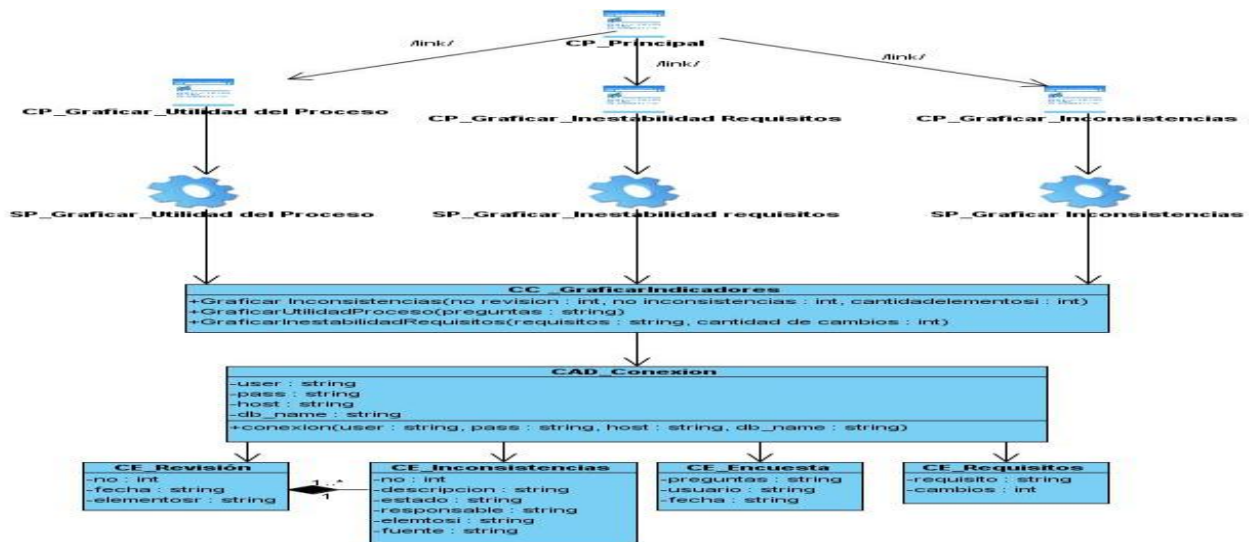 CP_Principal
/link/
/link/
/link/
CP_Graficar_Utilidad del Proceso
CP_Graficar_Inestabilidad Requisitos
CP_Graficar_Inconsistencias
SP_Graficar_Utilidad del Proceso
SP_Graficar_Inestabilidad requisitos
SP_Graficar Inconsistencias
CC _GraficarIndicadores
+Graficar Inconsistencias(no revision : int, no inconsistencias : int, cantidadelementosi : int)
+GraficarUtilidadProceso(preguntas : string)
+GraficarInestabilidadRequisitos(requisitos : string, cantidad de cambios : int)
CAD_Conexion
-user : string
-pass : string
-host : string
-db_name : string
+conexion(user : string, pass : string, host : string, db_name : string)
CE_Revisión
-no : int
-fecha : string
-elementosr : string
1..*
1
CE_Inconsistencias
-no : int
-descripcion : string
-estado : string
-responsable : string
-elemtosi : string
-fuente : string
CE_Encuesta
-preguntas : string
-usuario : string
-fecha : string
CE_Requisitos
-requisito : string
-cambios : int